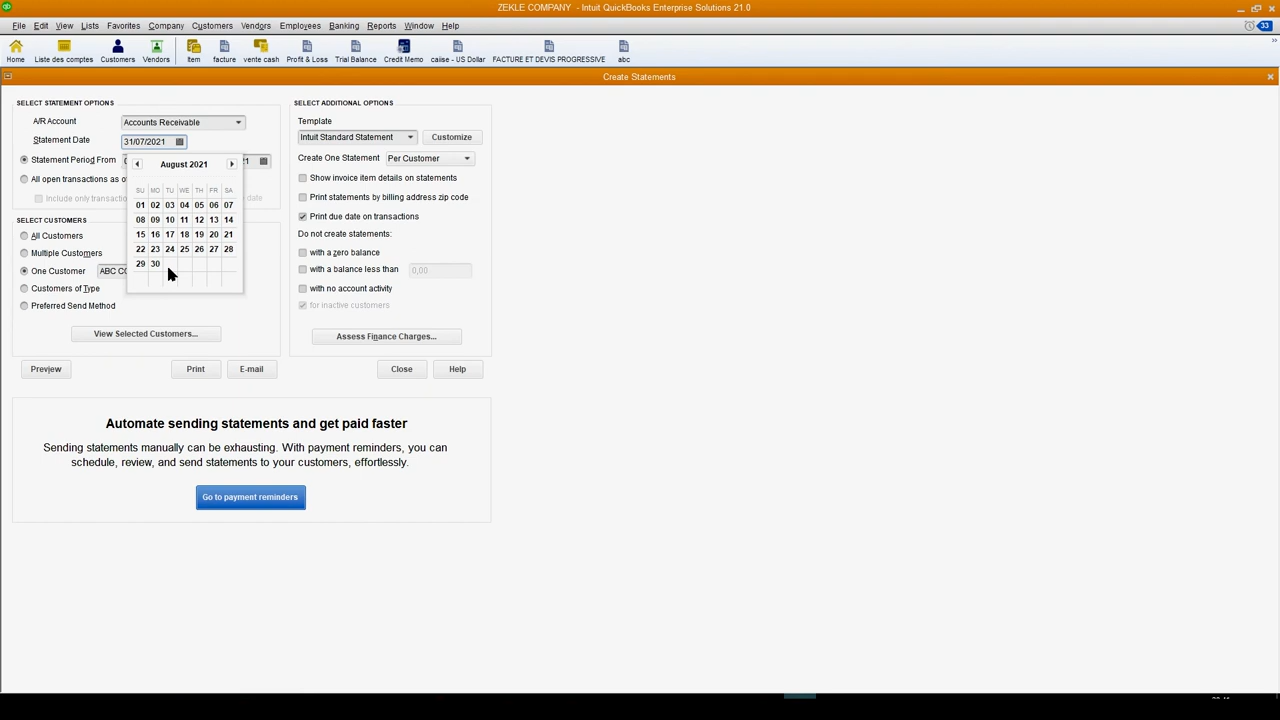 ZEKLE COMPANY - Intuit QuickBooks Enterprise Solutions 21.0
File Edit View Lists Favorites Company Customers Vendors Employees Banking Reports Window Help
33
Home Liste des comptes Customers Vendors Item facture vente cash Profit & Loss Trial Balance Credit Memo caiise - US Dollar FACTURE ET DEVIS PROGRESSIVE abc
Create Statements
SELECT STATEMENT OPTIONS
A/R Account Accounts Receivable
Statement Date 31/07/2021
Statement Period From 1
All open transactions as o
Include only transactio date
August 2021
SU MO TU WE TH FR SA
01 02 03 04 05 06 07
08 09 10 11 12 13 14
15 16 17 18 19 20 21
22 23 24 25 26 27 28
29 30
SELECT CUSTOMERS
All Customers
Multiple Customers
One Customer ABC CO
Customers of Type
Preferred Send Method
View Selected Customers...
SELECT ADDITIONAL OPTIONS
Template
Intuit Standard Statement Customize
Create One Statement Per Customer
Show invoice item details on statements
Print statements by billing address zip code
Print due date on transactions
Do not create statements:
with a zero balance
with a balance less than 0,00
with no account activity
for inactive customers
Assess Finance Charges...
Preview Print E-mail Close Help
Automate sending statements and get paid faster
Sending statements manually can be exhausting. With payment reminders, you can
schedule, review, and send statements to your customers, effortlessly.
Go to payment reminders